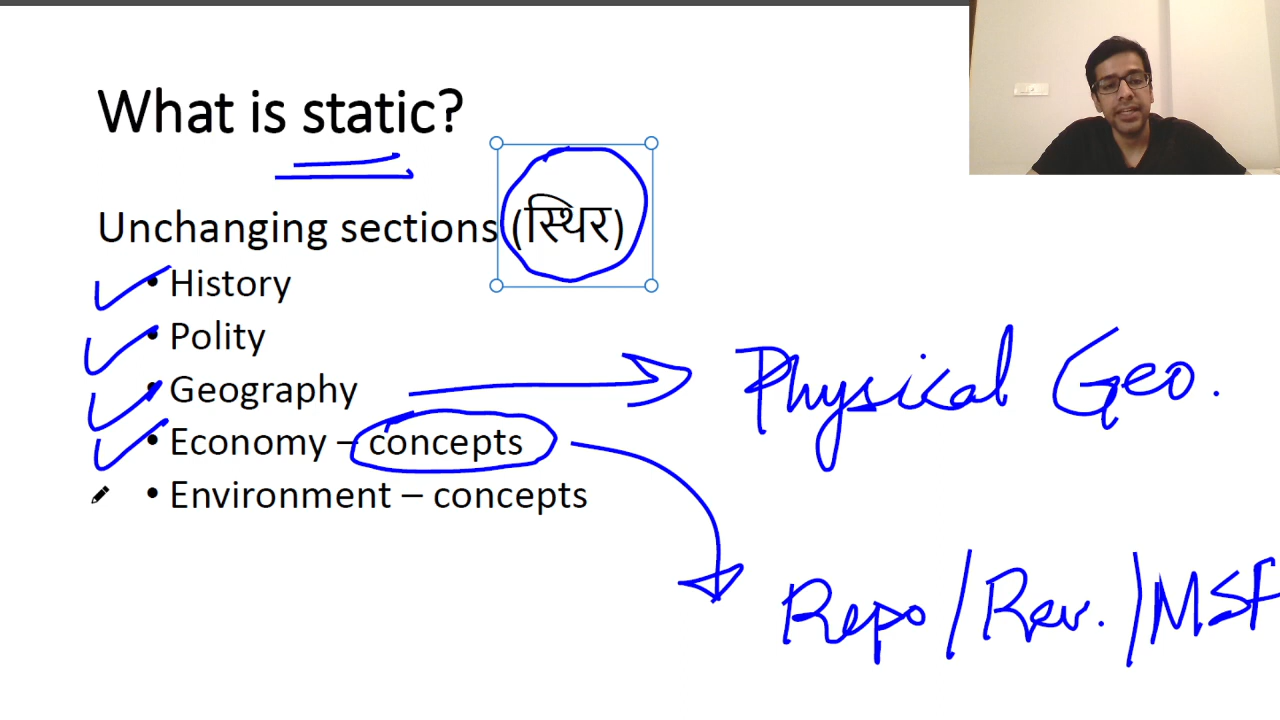 What is static?
Unchanging sections (स्थिर)
• History
• Polity
• Geography
Physical Geo.
• Economy – concepts
• Environment – concepts
Repo / Rev. / MSF